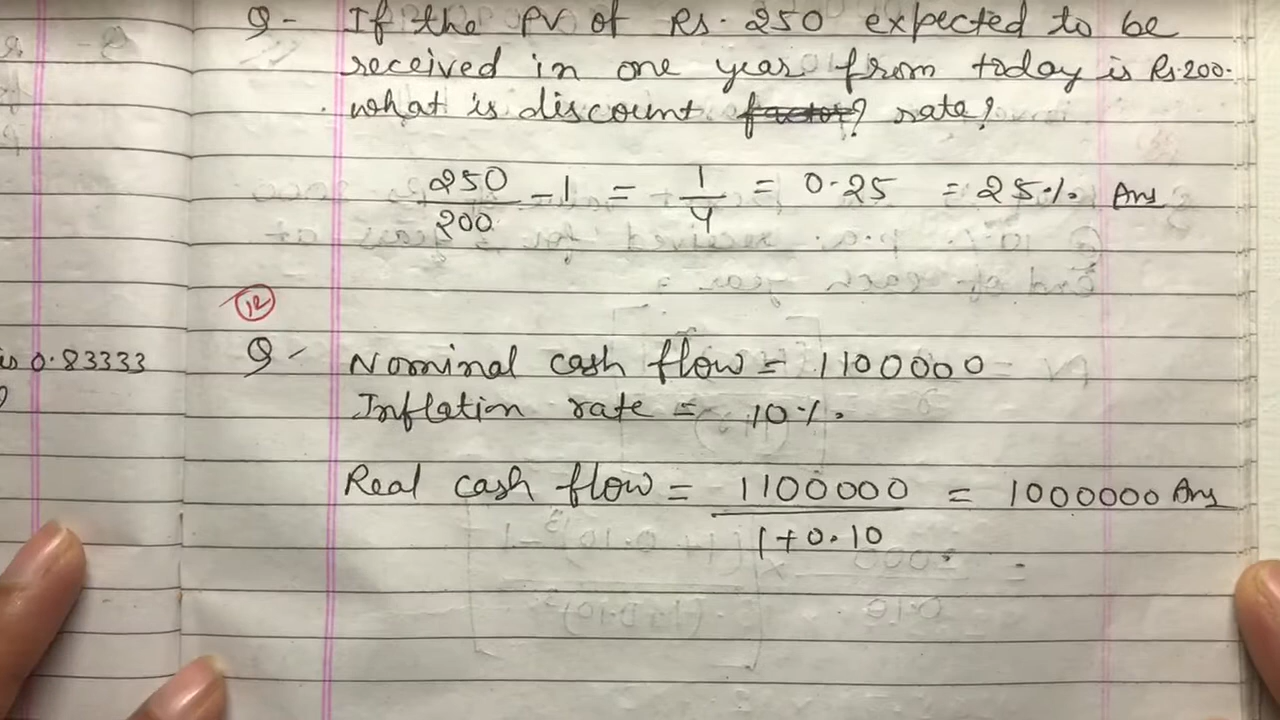 Q- If the PV of Rs. 250 expected to be
received in one year from today is Rs.200.
what is discount factor? rate?
250/200 - 1 = 1/4 = 0.25 = 25%. Ans
12
is 0.83333
Q- Nominal cash flow = 1100000
Inflation rate = 10%.
Real cash flow = 1100000/1+0.10 = 1000000 Ans